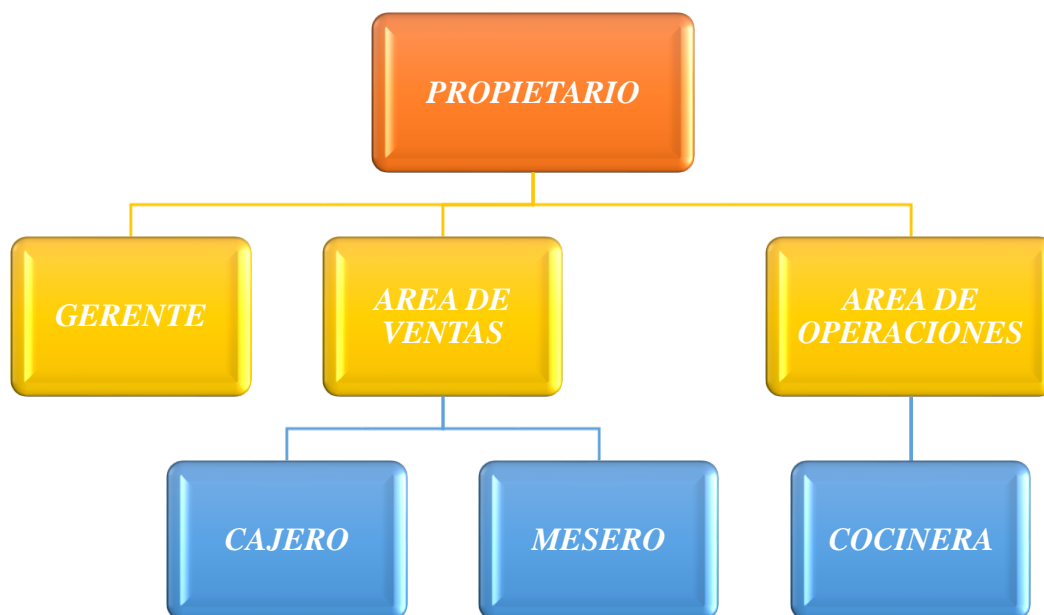 PROPIETARIO
GERENTE
AREA DE
VENTAS
AREA DE
OPERACIONES
CAJERO
MESERO
COCINERA